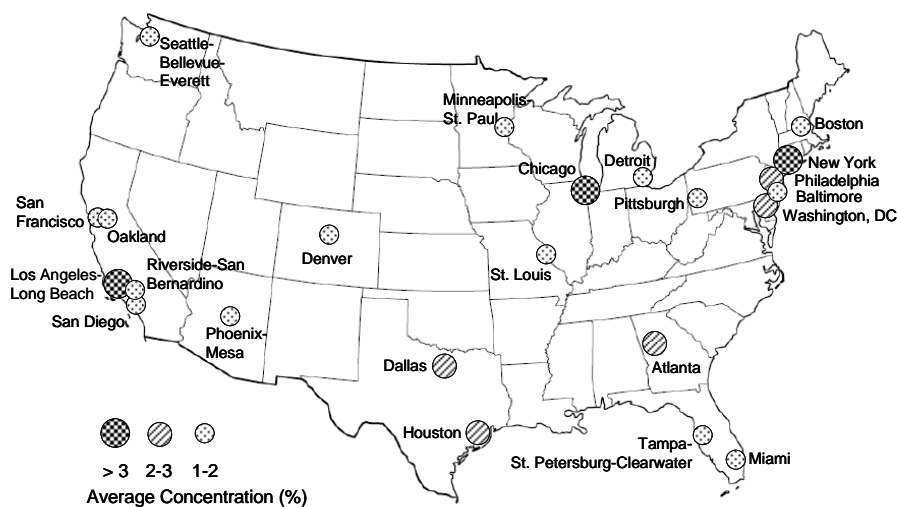 Seattle-
Bellevue-
Everett
Minneapolis-
St. Paul
Boston
Chicago
Detroit
New York
Philadelphia
Baltimore
Washington, DC
Pittsburgh
San
Francisco
Oakland
Denver
St. Louis
Los Angeles-
Long Beach
Riverside-San
Bernardino
San Diego
Phoenix-
Mesa
Dallas
Atlanta
Houston
Tampa-
St. Petersburg-Clearwater
Miami
> 3 2-3 1-2
Average Concentration (%)